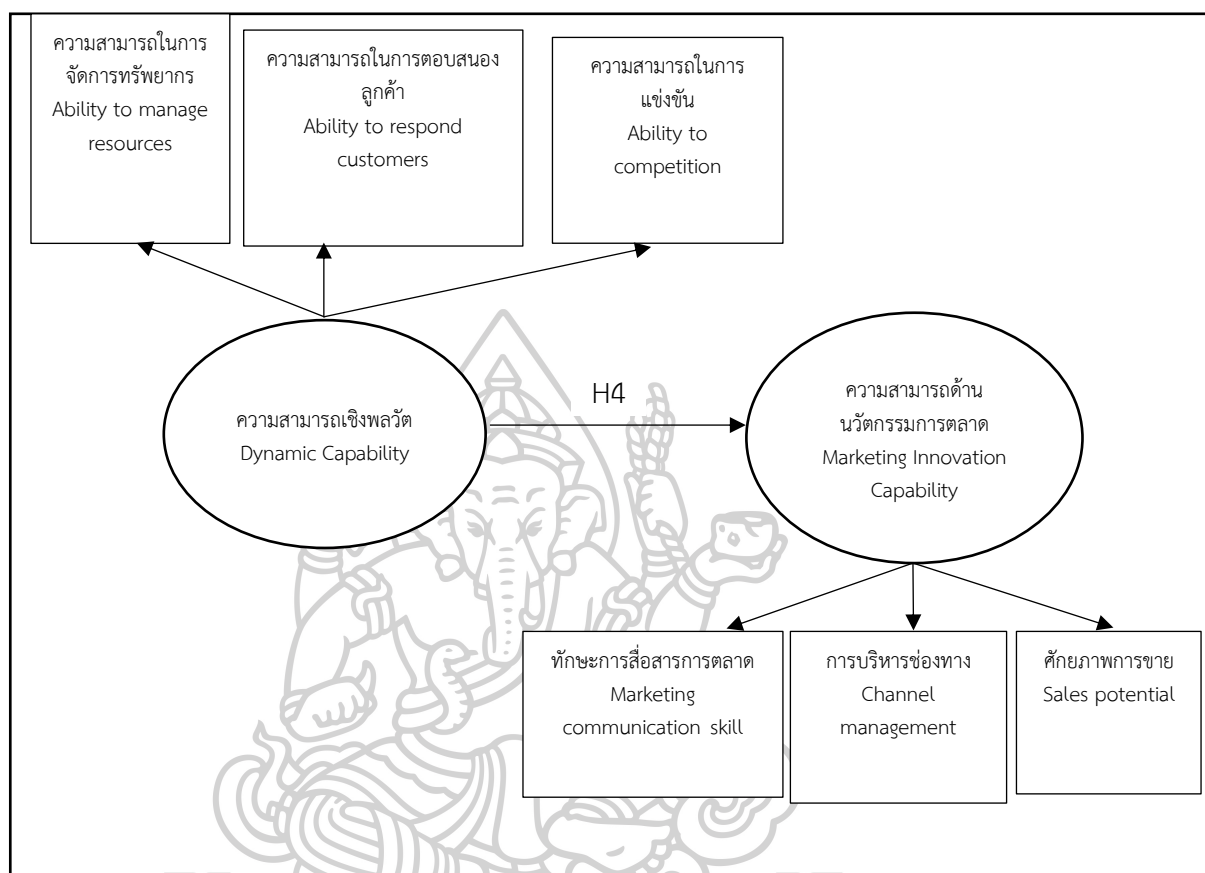 ความสามารถในการ
จัดการทรัพยากร
Ability to manage
resources
ความสามารถในการตอบสนอง
ลูกค้า
Ability to respond
customers
ความสามารถในการ
แข่งขัน
Ability to
competition
ความสามารถเชิงพลวัต
Dynamic Capability
H4
ความสามารถด้าน
นวัตกรรมการตลาด
Marketing Innovation
Capability
ทักษะการสื่อสารการตลาด
Marketing
communication skill
การบริหารช่องทาง
Channel
management
ศักยภาพการขาย
Sales potential